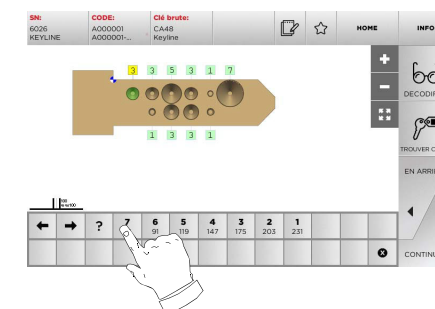 SN:
6026
KEYLINE
CODE:
A000001
A000001-...
Clé brute:
CA48
Keyline
HOME
INFO
DECODIF
TROUVER C
EN ARRI
CONTINU
3 3 5 3 1 7
1 3 3 1
? 7 6 5 4 3 2 1
91 119 147 175 203 231